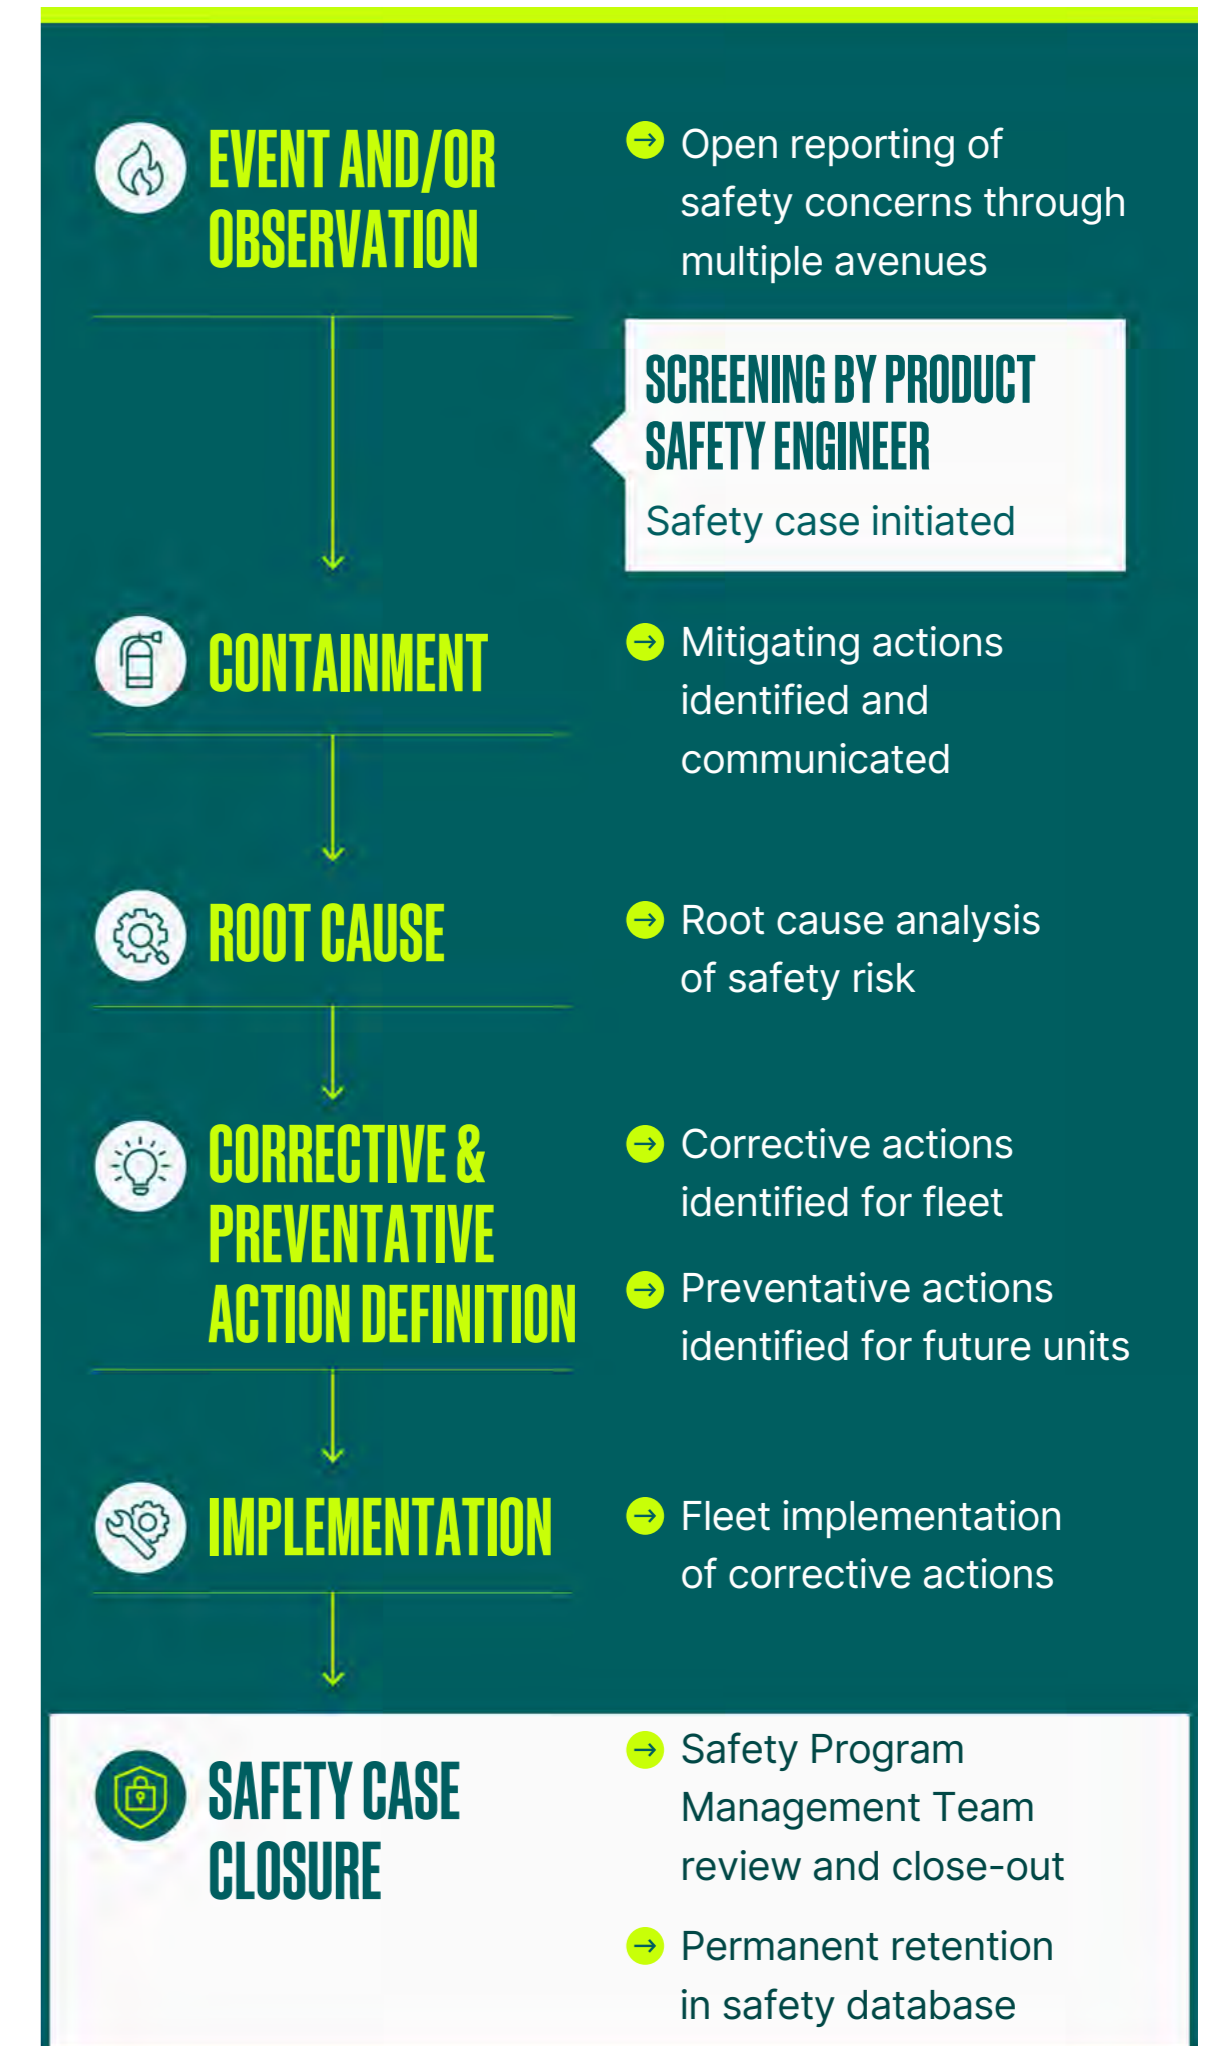 EVENT AND/OR
OBSERVATION
Open reporting of
safety concerns through
multiple avenues
SCREENING BY PRODUCT
SAFETY ENGINEER
Safety case initiated
CONTAINMENT
Mitigating actions
identified and
communicated
ROOT CAUSE
Root cause analysis
of safety risk
CORRECTIVE &
PREVENTATIVE
ACTION DEFINITION
Corrective actions
identified for fleet
Preventative actions
identified for future units
IMPLEMENTATION
Fleet implementation
of corrective actions
SAFETY CASE
CLOSURE
Safety Program
Management Team
review and close-out
Permanent retention
in safety database